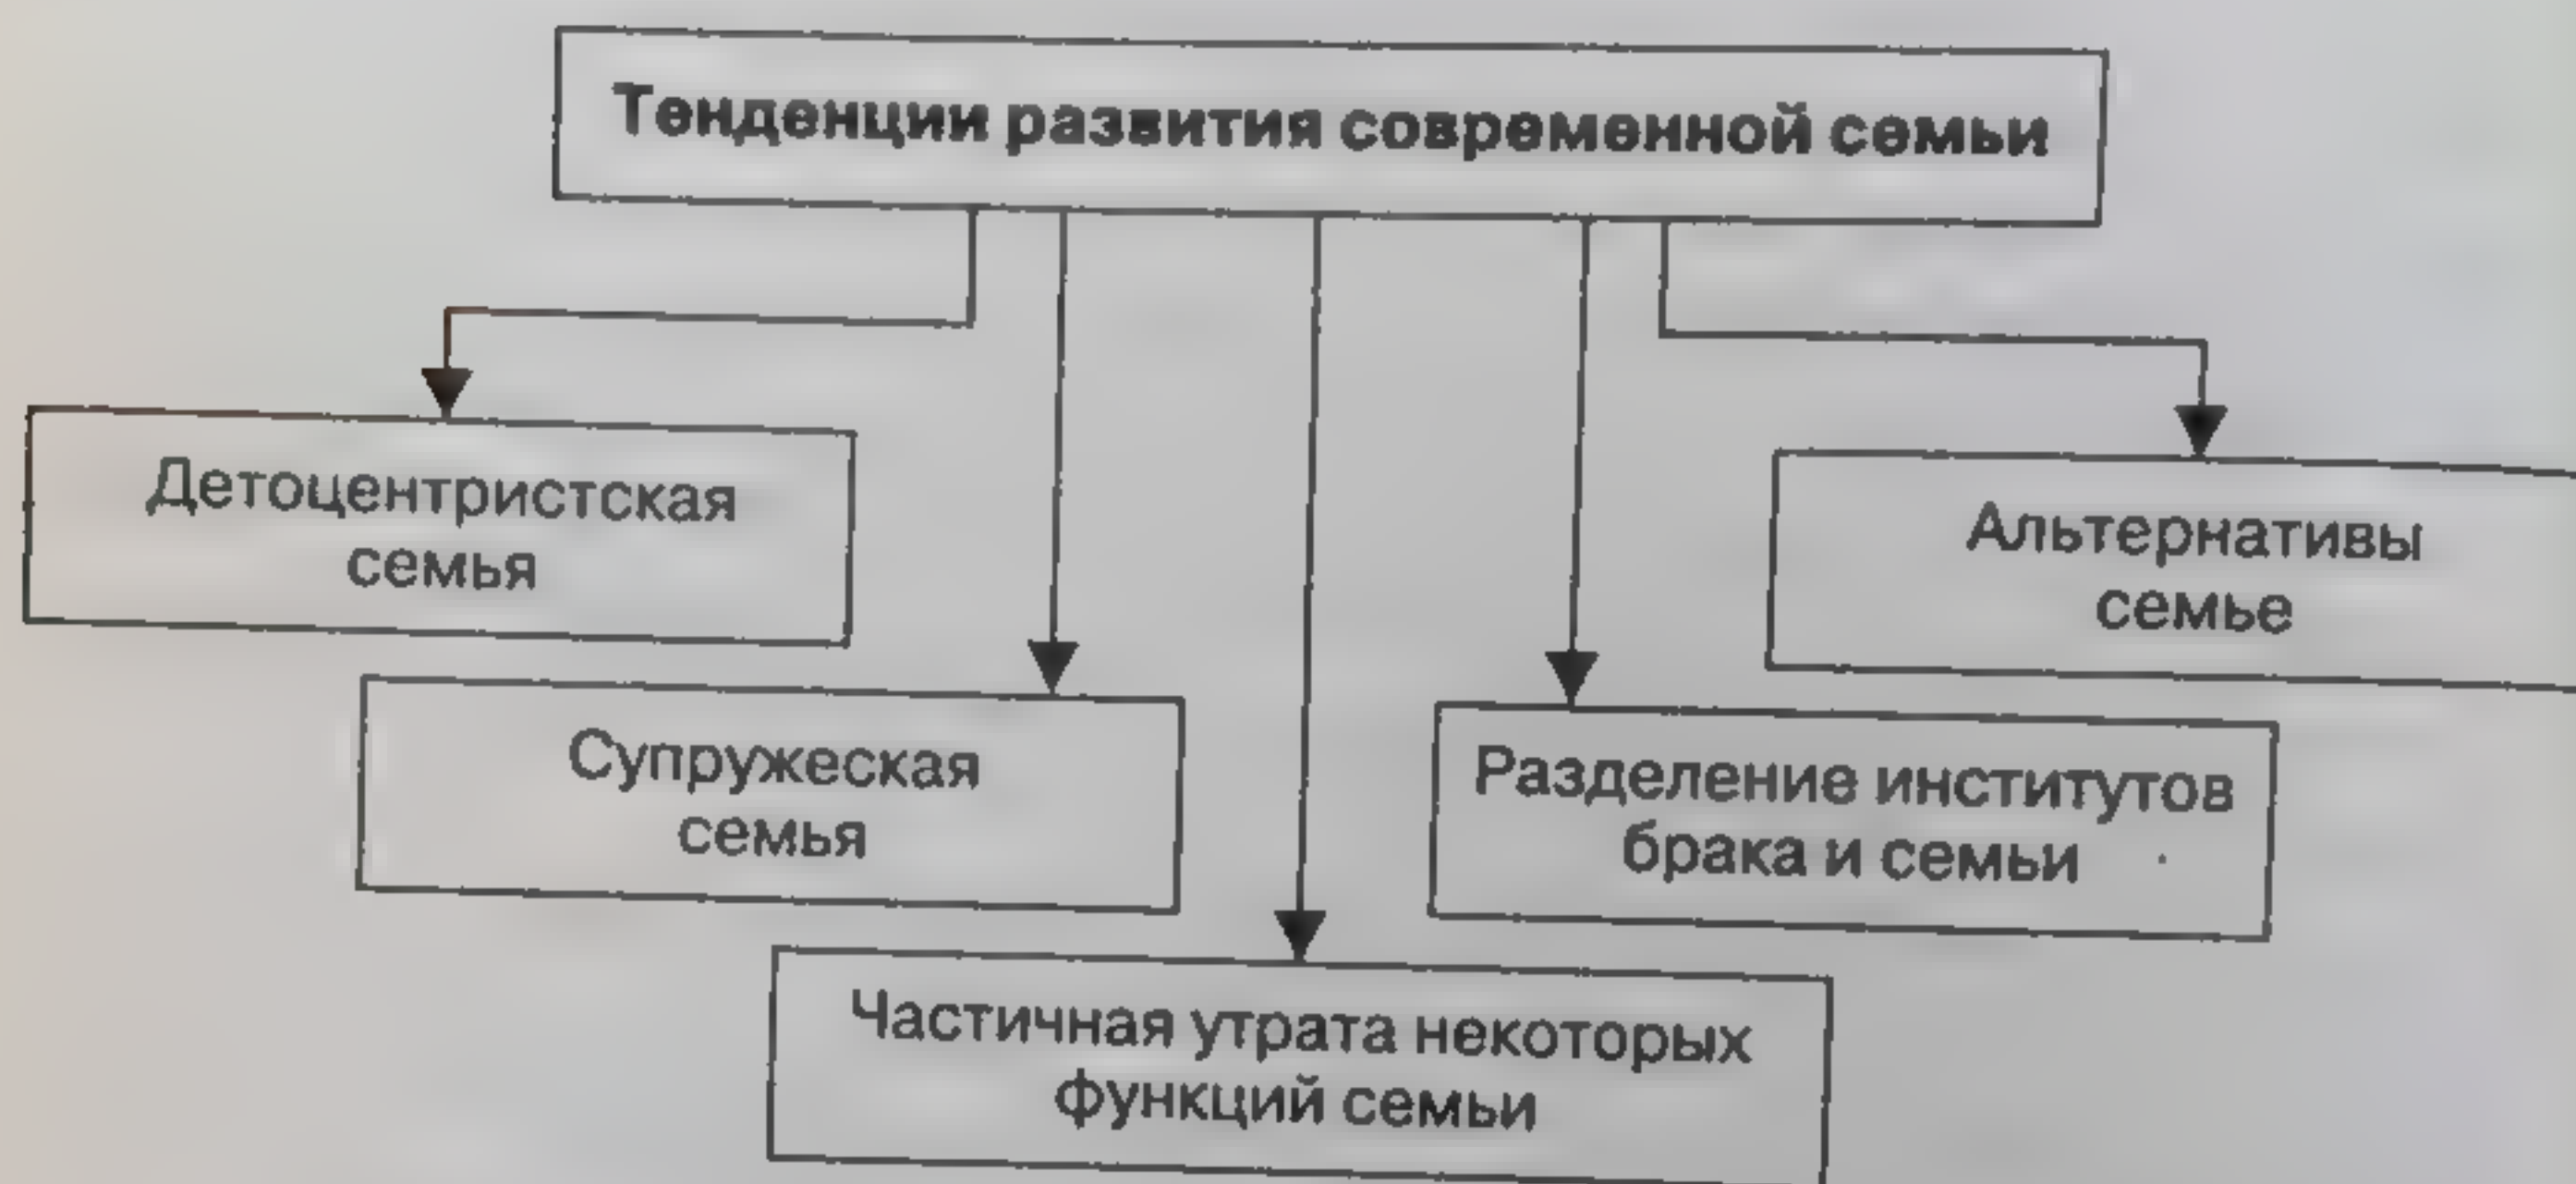 Тенденции развития современной семьи
Детоцентристская
семья
Альтернативы
семье
Супружеская
семья
Разделение институтов
брака и семьи
Частичная утрата некоторых
функций семьи